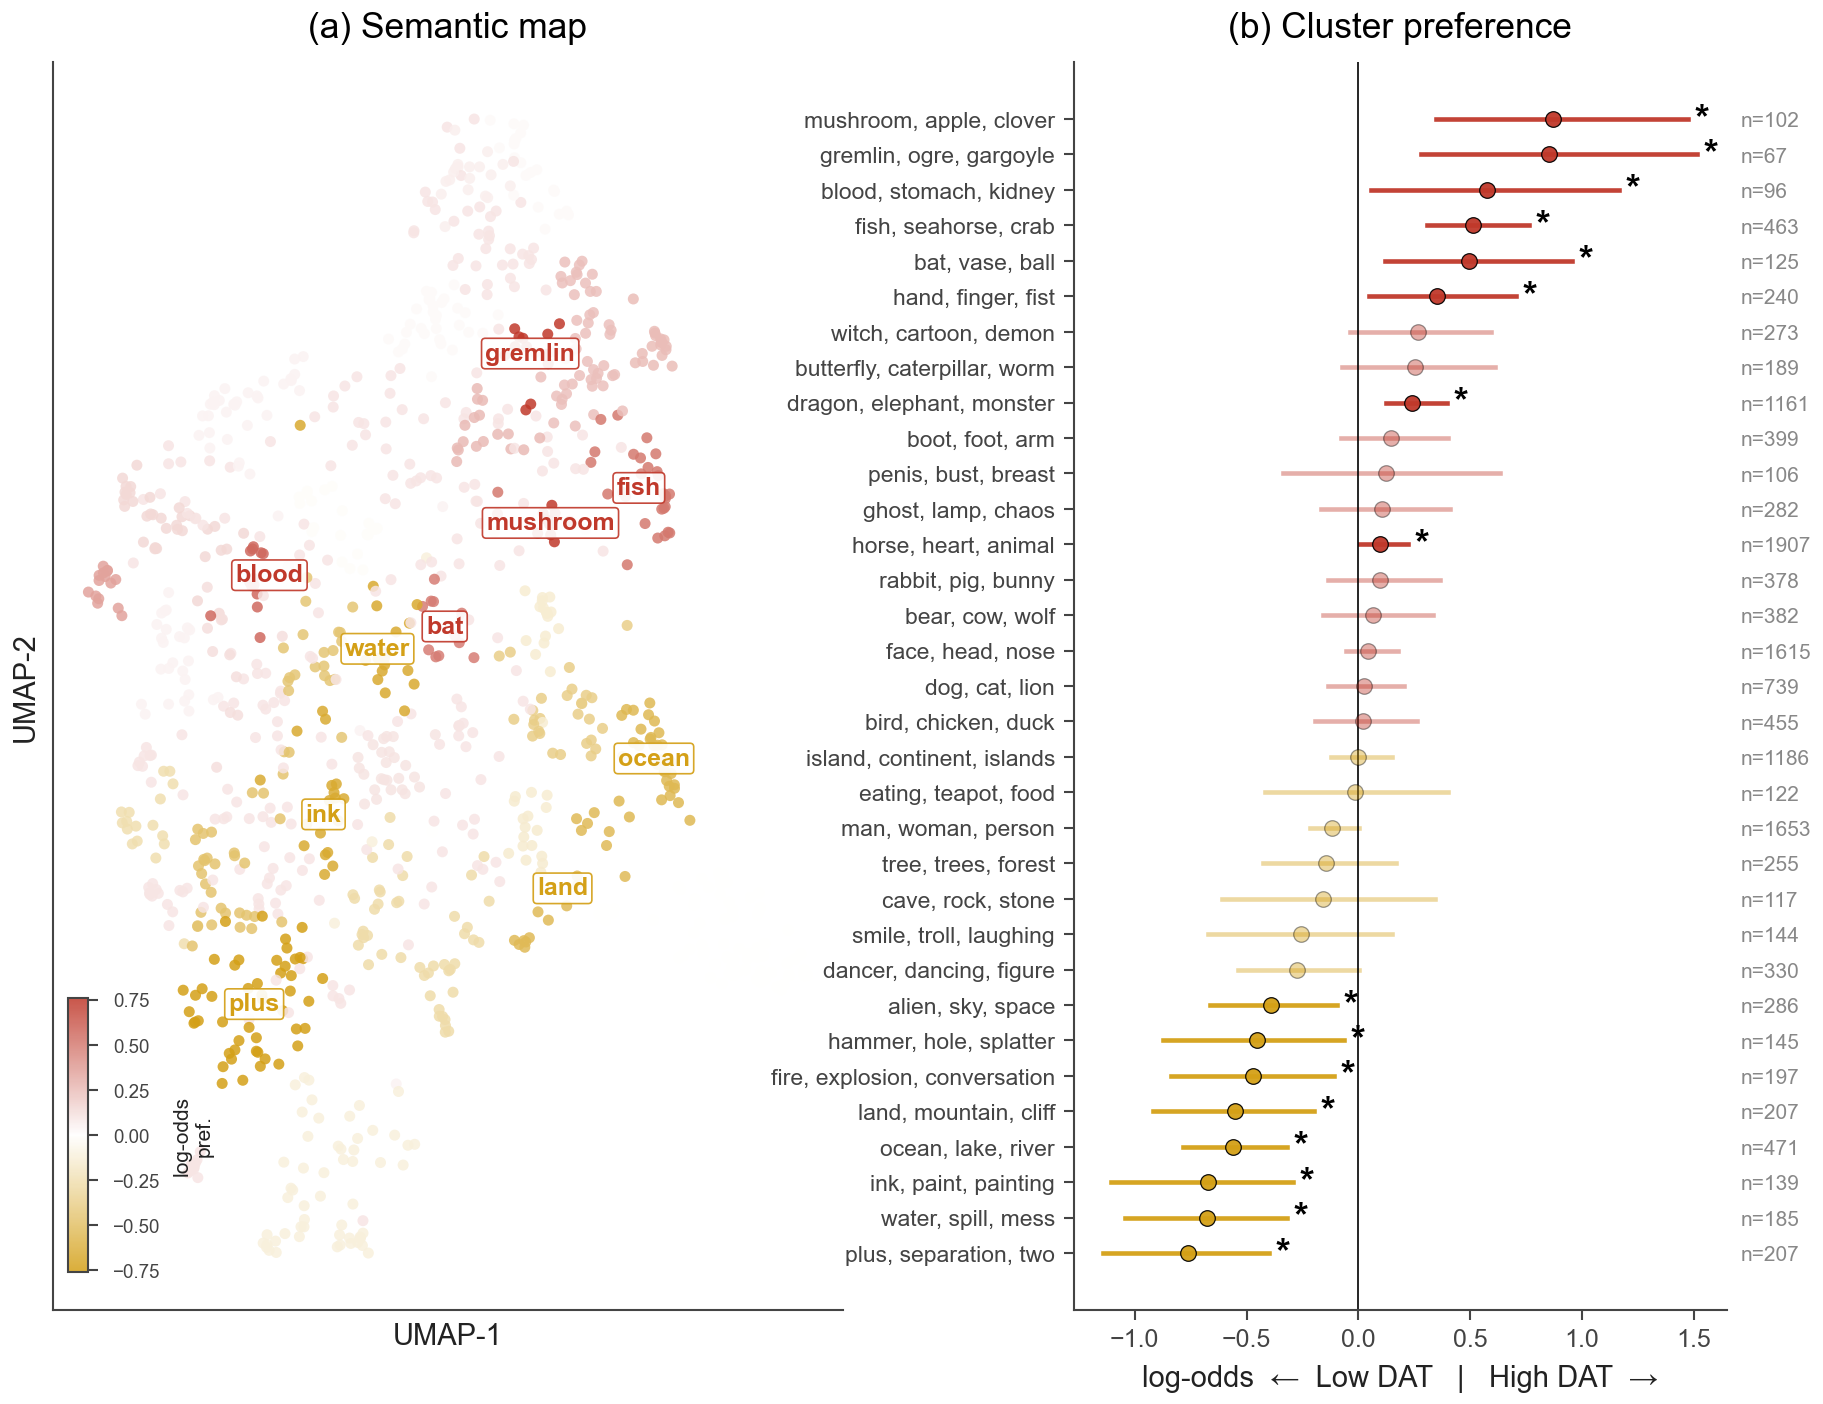 (a) Semantic map
UMAP-2
gremlin
fish
mushroom
blood
bat
water
ocean
ink
land
plus
0.75
0.50
0.25
0.00
−0.25
−0.50
−0.75
log-odds
pref.
UMAP-1
(b) Cluster preference
mushroom, apple, clover * n=102
gremlin, ogre, gargoyle * n=67
blood, stomach, kidney * n=96
fish, seahorse, crab * n=463
bat, vase, ball * n=125
hand, finger, fist * n=240
witch, cartoon, demon n=273
butterfly, caterpillar, worm n=189
dragon, elephant, monster * n=1161
boot, foot, arm n=399
penis, bust, breast n=106
ghost, lamp, chaos n=282
horse, heart, animal * n=1907
rabbit, pig, bunny n=378
bear, cow, wolf n=382
face, head, nose n=1615
dog, cat, lion n=739
bird, chicken, duck n=455
island, continent, islands n=1186
eating, teapot, food n=122
man, woman, person n=1653
tree, trees, forest n=255
cave, rock, stone n=117
smile, troll, laughing n=144
dancer, dancing, figure n=330
alien, sky, space * n=286
hammer, hole, splatter * n=145
fire, explosion, conversation * n=197
land, mountain, cliff * n=207
ocean, lake, river * n=471
ink, paint, painting * n=139
water, spill, mess * n=185
plus, separation, two * n=207
−1.0 −0.5 0.0 0.5 1.0 1.5
log-odds ← Low DAT | High DAT →